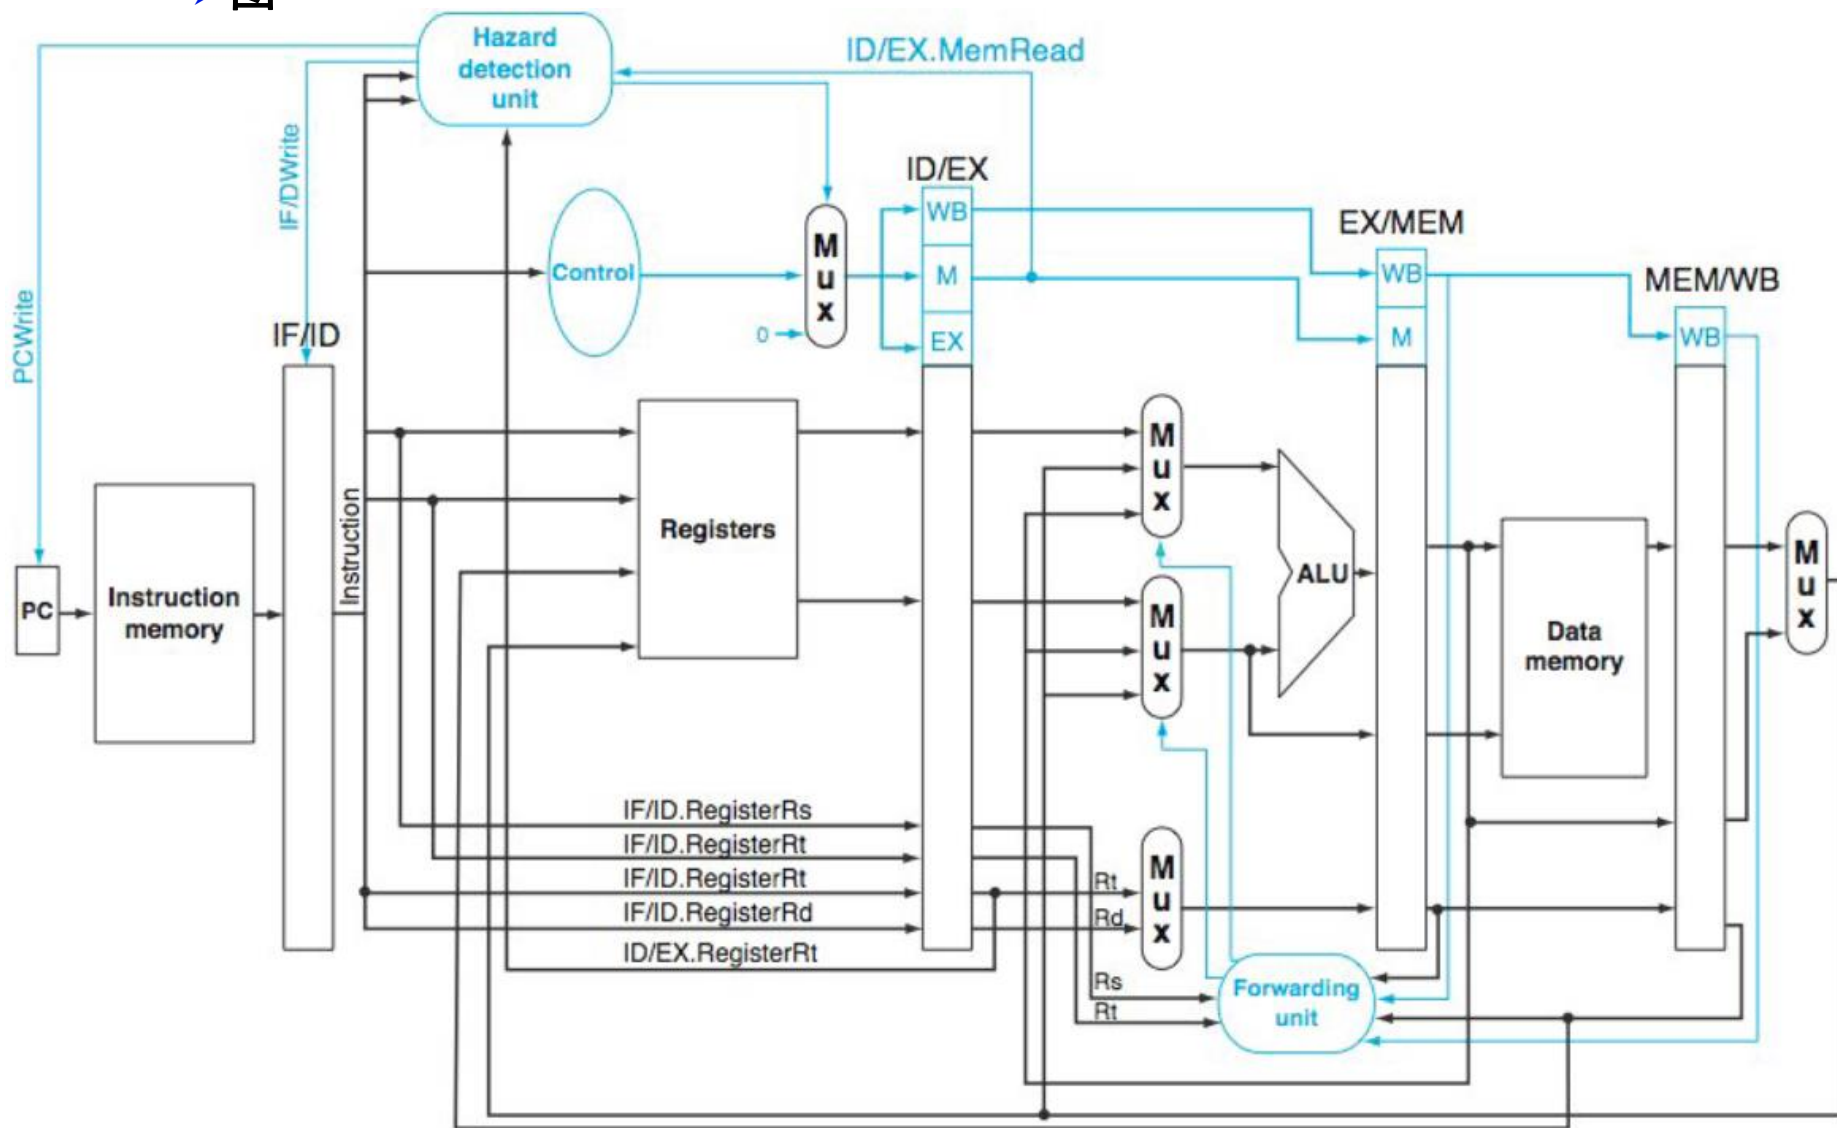 图
Hazard
detection
unit
ID/EX.MemRead
IF/DWrite
PCWrite
ID/EX
WB
M
EX
Control
M
u
x
0
EX/MEM
WB
M
MEM/WB
WB
IF/ID
PC
Instruction
memory
Instruction
Registers
M
u
x
M
u
x
ALU
Data
memory
M
u
x
IF/ID.RegisterRs
IF/ID.RegisterRt
IF/ID.RegisterRt
IF/ID.RegisterRd
ID/EX.RegisterRt
Rt
Rd
M
u
x
Rs
Rt
Forwarding
unit